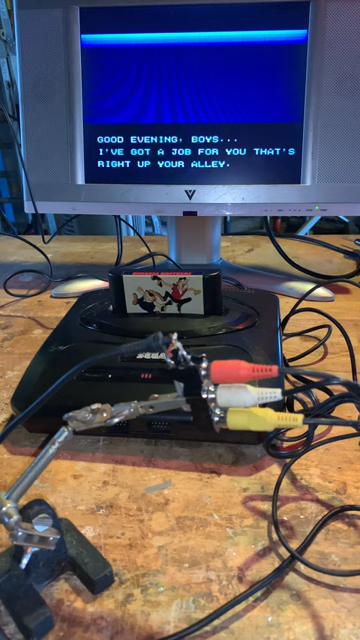 GOOD EVENING, BOYS...
I'VE GOT A JOB FOR YOU THAT'S
RIGHT UP YOUR ALLEY.
SEGA